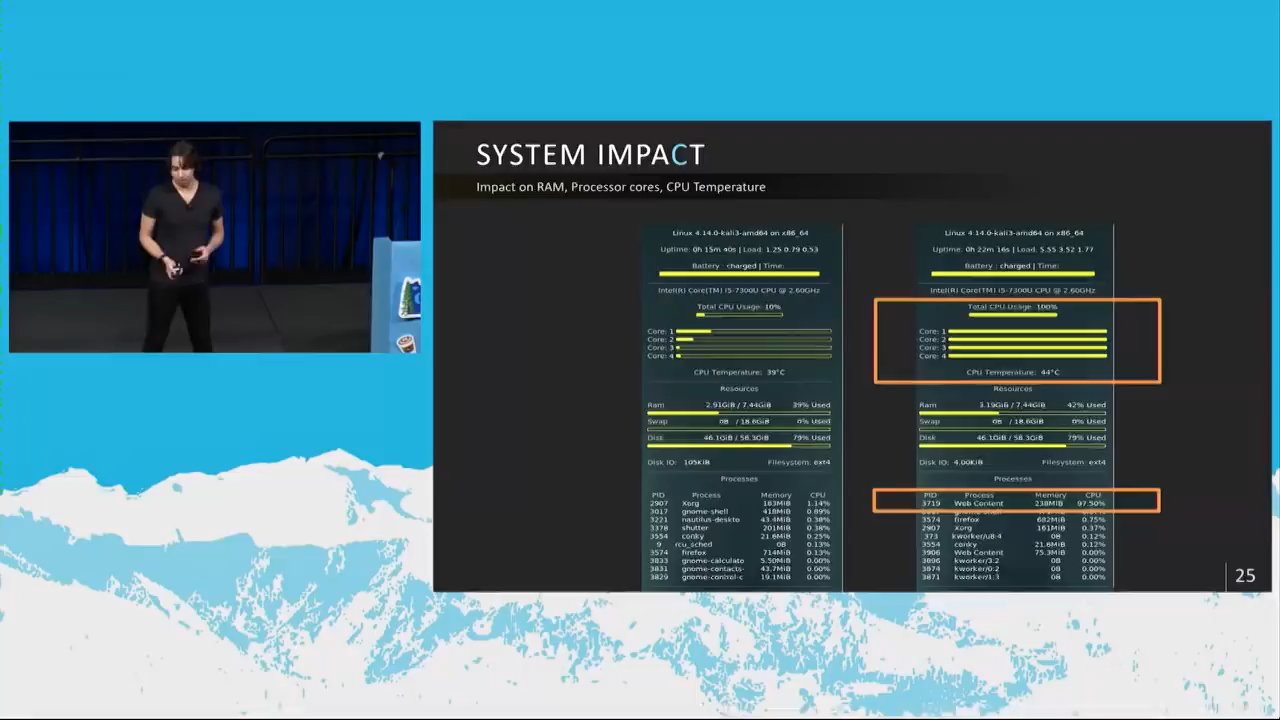 SYSTEM IMPACT
Impact on RAM, Processor cores, CPU Temperature
Linux 4.14.0-kali3-amd64 on x86_64
Uptime: 0h 15m 40s | Load: 1.25 0.79 0.53
Battery : charged | Time:
Intel(R) Core(TM) i5-7300U CPU @ 2.60GHz
Total CPU Usage: 10%
Core: 1
Core: 2
Core: 3
Core: 4
CPU Temperature: 39°C
Resources
Ram 2.91GiB / 7.44GiB 39% Used
Swap 0B / 18.6GiB 0% Used
Disk 46.1GiB / 58.3GiB 79% Used
Disk IO: 105KiB Filesystem: ext4
Processes
PID Process Memory CPU
2907 Xorg 183MiB 1.14%
3017 gnome-shell 418MiB 0.89%
3221 nautilus-deskto 43.4MiB 0.38%
3378 shutter 201MiB 0.38%
3554 conky 21.6MiB 0.25%
9 rcu_sched 0B 0.13%
3574 firefox 714MiB 0.13%
3833 gnome-calculato 5.50MiB 0.00%
3831 gnome-contacts- 43.7MiB 0.00%
3829 gnome-control-c 19.1MiB 0.00%
Linux 4.14.0-kali3-amd64 on x86_64
Uptime: 0h 22m 16s | Load: 5.55 3.52 1.77
Battery : charged | Time:
Intel(R) Core(TM) i5-7300U CPU @ 2.60GHz
Total CPU Usage: 100%
Core: 1
Core: 2
Core: 3
Core: 4
CPU Temperature: 44°C
Resources
Ram 3.19GiB / 7.44GiB 42% Used
Swap 0B / 18.6GiB 0% Used
Disk 46.1GiB / 58.3GiB 79% Used
Disk IO: 4.00KiB Filesystem: ext4
Processes
PID Process Memory CPU
3719 Web Content 238MiB 97.50%
3574 firefox 682MiB 0.75%
2907 Xorg 161MiB 0.37%
373 kworker/u8:4 0B 0.12%
3554 conky 21.6MiB 0.12%
3906 Web Content 75.3MiB 0.00%
3896 kworker/3:2 0B 0.00%
3874 kworker/0:2 0B 0.00%
3871 kworker/1:3 0B 0.00%
25